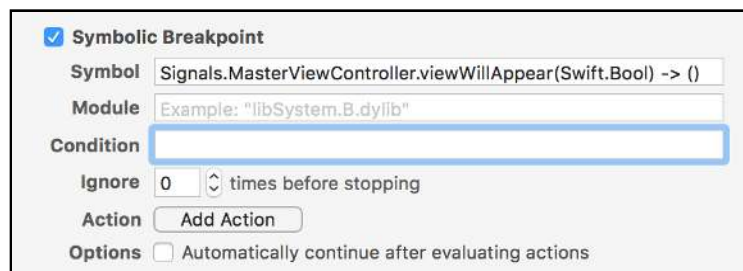 Symbolic Breakpoint
Symbol Signals.MasterViewController.viewWillAppear(Swift.Bool) -> ()
Module Example: "libSystem.B.dylib"
Condition
Ignore 0 times before stopping
Action Add Action
Options Automatically continue after evaluating actions